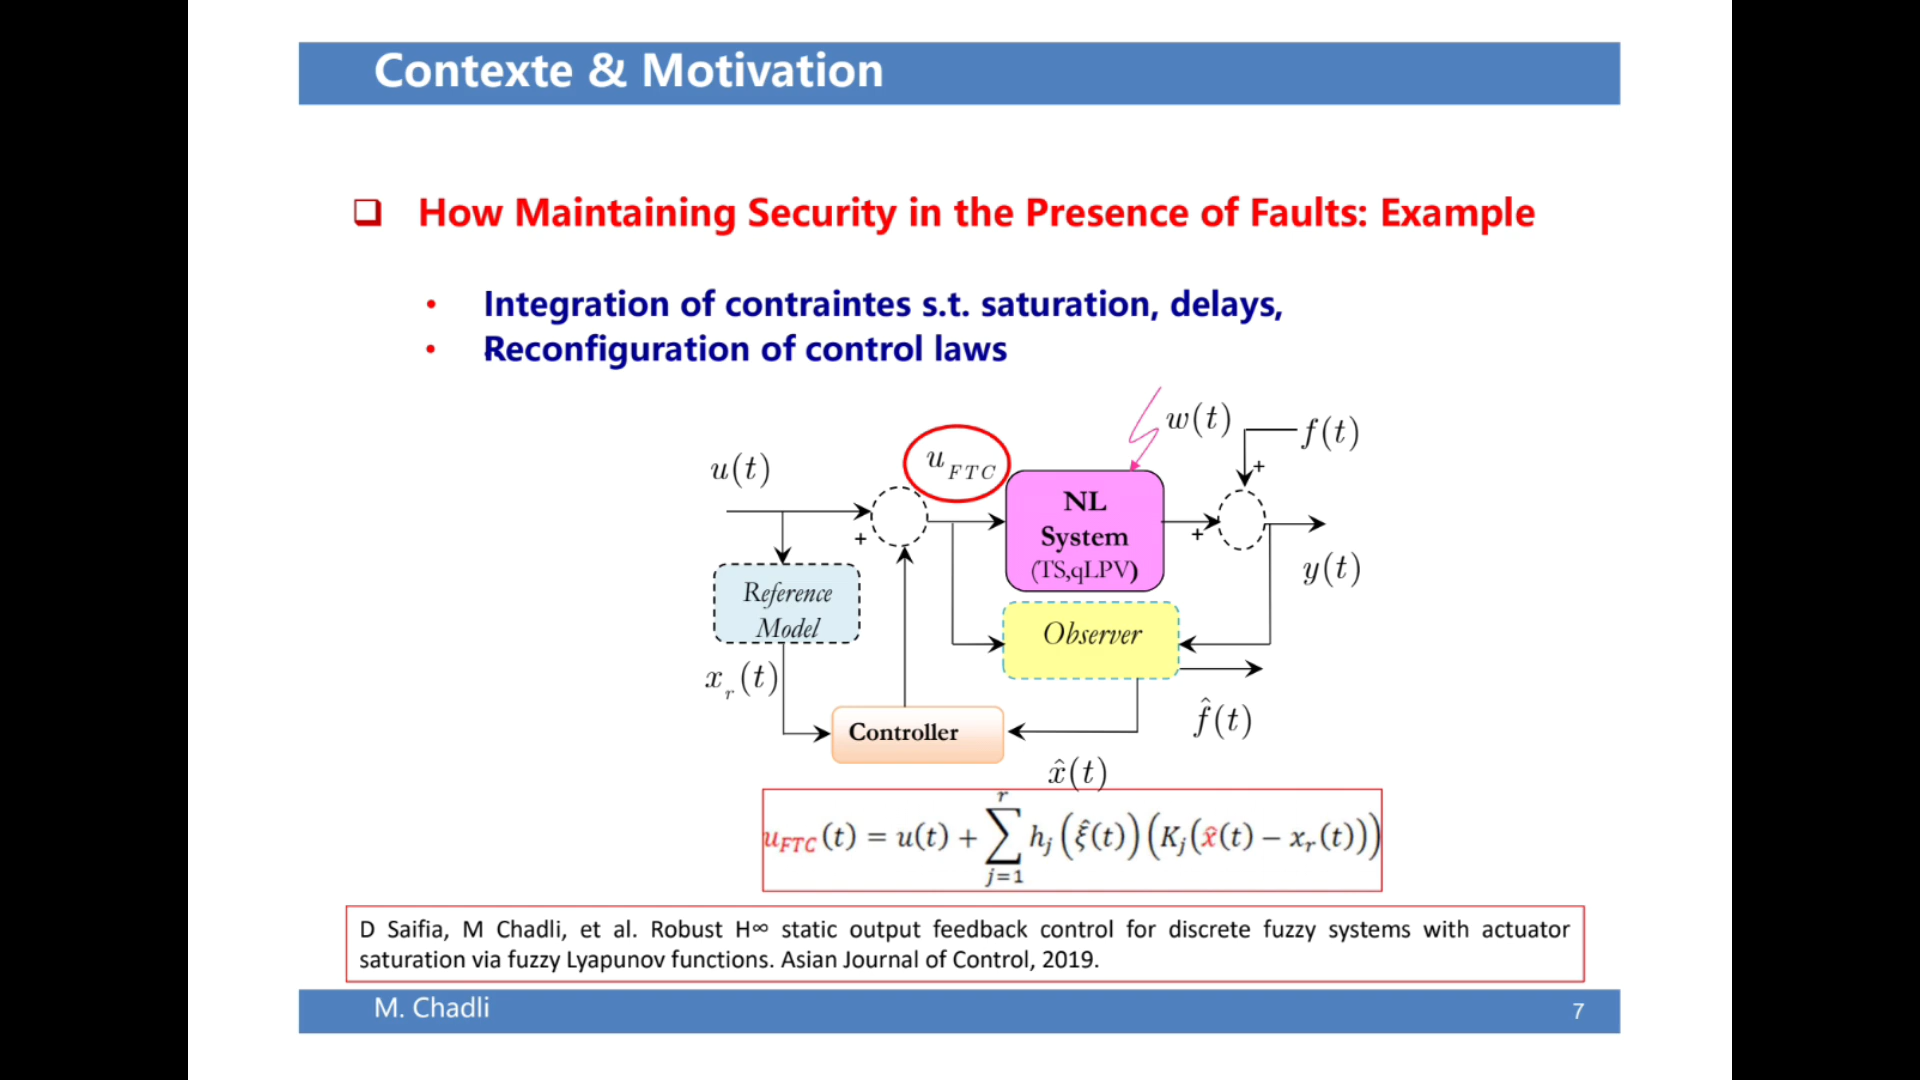 Contexte & Motivation
❑ How Maintaining Security in the Presence of Faults: Example
• Integration of contraintes s.t. saturation, delays,
• Reconfiguration of control laws
w(t)
f(t)
u(t)
u_FTC
+
NL
System
(TS,qLPV)
+
+
y(t)
Reference
Model
Observer
x_r(t)
Controller
f̂(t)
x̂(t)
u_FTC(t) = u(t) + ∑_{j=1}^{r} h_j(ξ̂(t))(K_j(x̂(t) − x_r(t)))
D Saifia, M Chadli, et al. Robust H∞ static output feedback control for discrete fuzzy systems with actuator
saturation via fuzzy Lyapunov functions. Asian Journal of Control, 2019.
M. Chadli
7